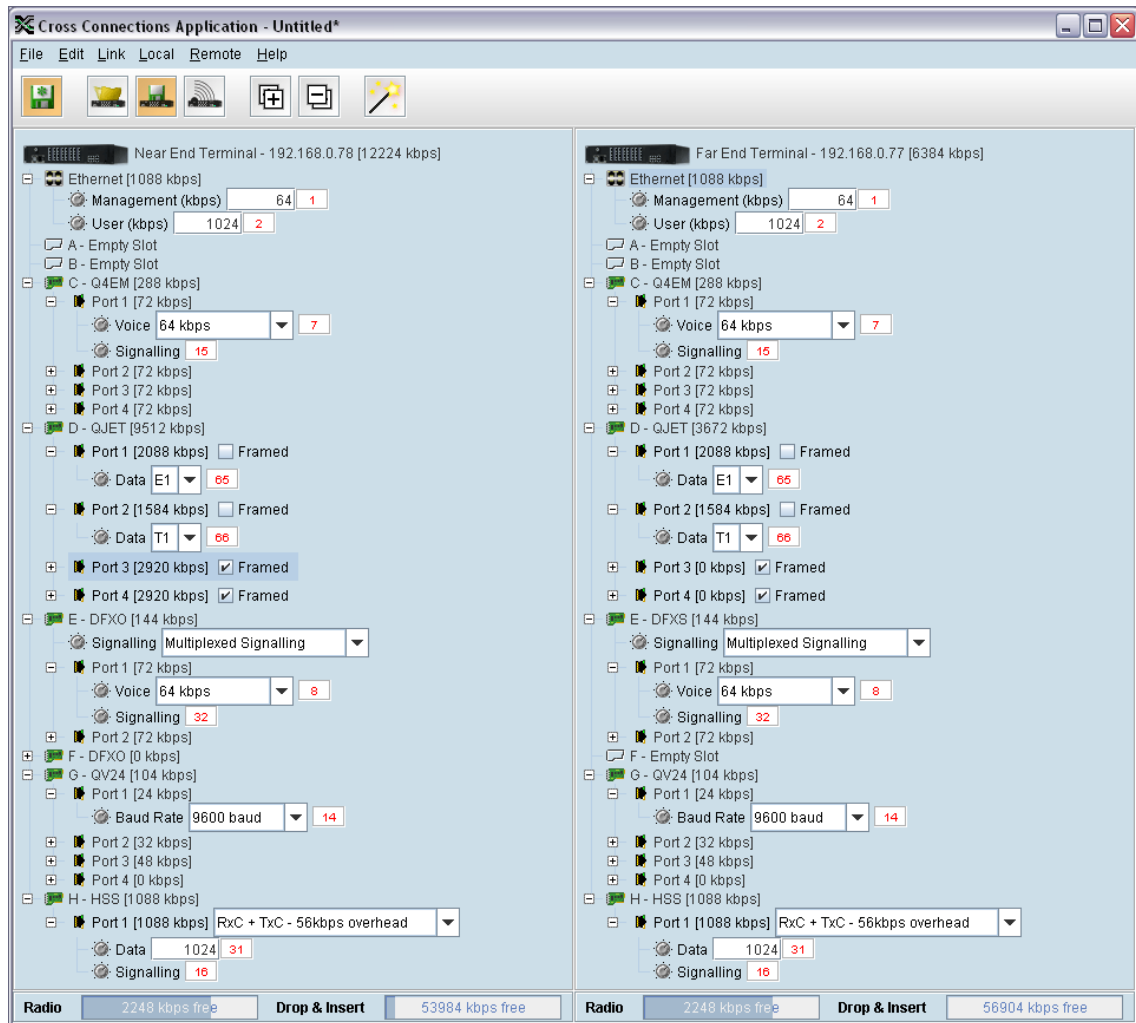 Cross Connections Application - Untitled*
File Edit Link Local Remote Help
Near End Terminal - 192.168.0.78 [12224 kbps]
Ethernet [1088 kbps]
Management (kbps) 64 1
User (kbps) 1024 2
A - Empty Slot
B - Empty Slot
C - Q4EM [288 kbps]
Port 1 [72 kbps]
Voice 64 kbps 7
Signalling 15
Port 2 [72 kbps]
Port 3 [72 kbps]
Port 4 [72 kbps]
D - QJET [9512 kbps]
Port 1 [2088 kbps] Framed
Data E1 65
Port 2 [1584 kbps] Framed
Data T1 66
Port 3 [2920 kbps] Framed
Port 4 [2920 kbps] Framed
E - DFXO [144 kbps]
Signalling Multiplexed Signalling
Port 1 [72 kbps]
Voice 64 kbps 8
Signalling 32
Port 2 [72 kbps]
F - DFXO [0 kbps]
G - QV24 [104 kbps]
Port 1 [24 kbps]
Baud Rate 9600 baud 14
Port 2 [32 kbps]
Port 3 [48 kbps]
Port 4 [0 kbps]
H - HSS [1088 kbps]
Port 1 [1088 kbps] RxC + TxC - 56kbps overhead
Data 1024 31
Signalling 16
Radio 2248 kbps free Drop & Insert 53984 kbps free
Far End Terminal - 192.168.0.77 [6384 kbps]
Ethernet [1088 kbps]
Management (kbps) 64 1
User (kbps) 1024 2
A - Empty Slot
B - Empty Slot
C - Q4EM [288 kbps]
Port 1 [72 kbps]
Voice 64 kbps 7
Signalling 15
Port 2 [72 kbps]
Port 3 [72 kbps]
Port 4 [72 kbps]
D - QJET [3672 kbps]
Port 1 [2088 kbps] Framed
Data E1 65
Port 2 [1584 kbps] Framed
Data T1 66
Port 3 [0 kbps] Framed
Port 4 [0 kbps] Framed
E - DFXS [144 kbps]
Signalling Multiplexed Signalling
Port 1 [72 kbps]
Voice 64 kbps 8
Signalling 32
Port 2 [72 kbps]
F - Empty Slot
G - QV24 [104 kbps]
Port 1 [24 kbps]
Baud Rate 9600 baud 14
Port 2 [32 kbps]
Port 3 [48 kbps]
Port 4 [0 kbps]
H - HSS [1088 kbps]
Port 1 [1088 kbps] RxC + TxC - 56kbps overhead
Data 1024 31
Signalling 16
Radio 2248 kbps free Drop & Insert 56904 kbps free